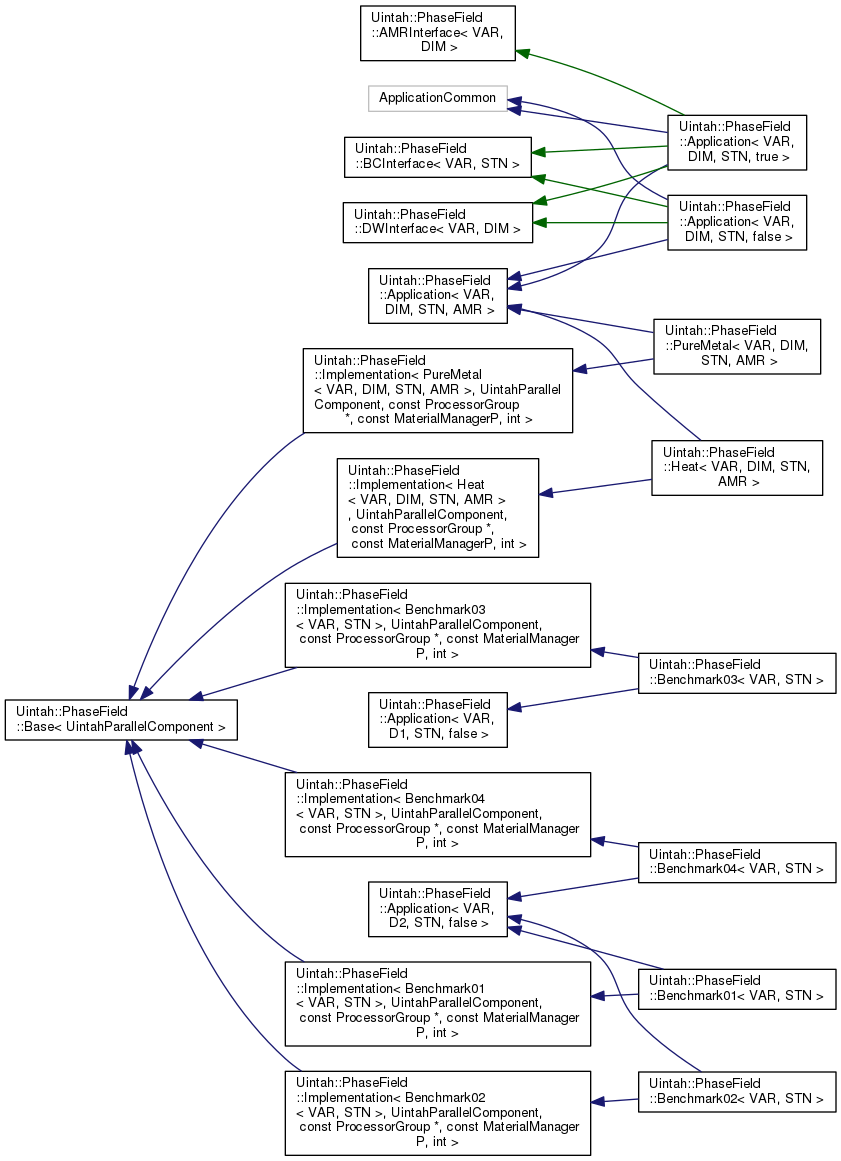 Uintah::PhaseField
::AMRInterface< VAR,
DIM >
ApplicationCommon
Uintah::PhaseField
::Application< VAR,
DIM, STN, true >
Uintah::PhaseField
::BCInterface< VAR, STN >
Uintah::PhaseField
::DWInterface< VAR, DIM >
Uintah::PhaseField
::Application< VAR,
DIM, STN, false >
Uintah::PhaseField
::Application< VAR,
DIM, STN, AMR >
Uintah::PhaseField
::PureMetal< VAR, DIM,
STN, AMR >
Uintah::PhaseField
::Implementation< PureMetal
< VAR, DIM, STN, AMR >, UintahParallel
Component, const ProcessorGroup
*, const MaterialManagerP, int >
Uintah::PhaseField
::Heat< VAR, DIM, STN,
AMR >
Uintah::PhaseField
::Implementation< Heat
< VAR, DIM, STN, AMR >
, UintahParallelComponent,
const ProcessorGroup *,
const MaterialManagerP, int >
Uintah::PhaseField
::Implementation< Benchmark03
< VAR, STN >, UintahParallelComponent,
const ProcessorGroup *, const MaterialManager
P, int >
Uintah::PhaseField
::Benchmark03< VAR, STN >
Uintah::PhaseField
::Base< UintahParallelComponent >
Uintah::PhaseField
::Application< VAR,
D1, STN, false >
Uintah::PhaseField
::Implementation< Benchmark04
< VAR, STN >, UintahParallelComponent,
const ProcessorGroup *, const MaterialManager
P, int >
Uintah::PhaseField
::Benchmark04< VAR, STN >
Uintah::PhaseField
::Application< VAR,
D2, STN, false >
Uintah::PhaseField
::Implementation< Benchmark01
< VAR, STN >, UintahParallelComponent,
const ProcessorGroup *, const MaterialManager
P, int >
Uintah::PhaseField
::Benchmark01< VAR, STN >
Uintah::PhaseField
::Implementation< Benchmark02
< VAR, STN >, UintahParallelComponent,
const ProcessorGroup *, const MaterialManager
P, int >
Uintah::PhaseField
::Benchmark02< VAR, STN >